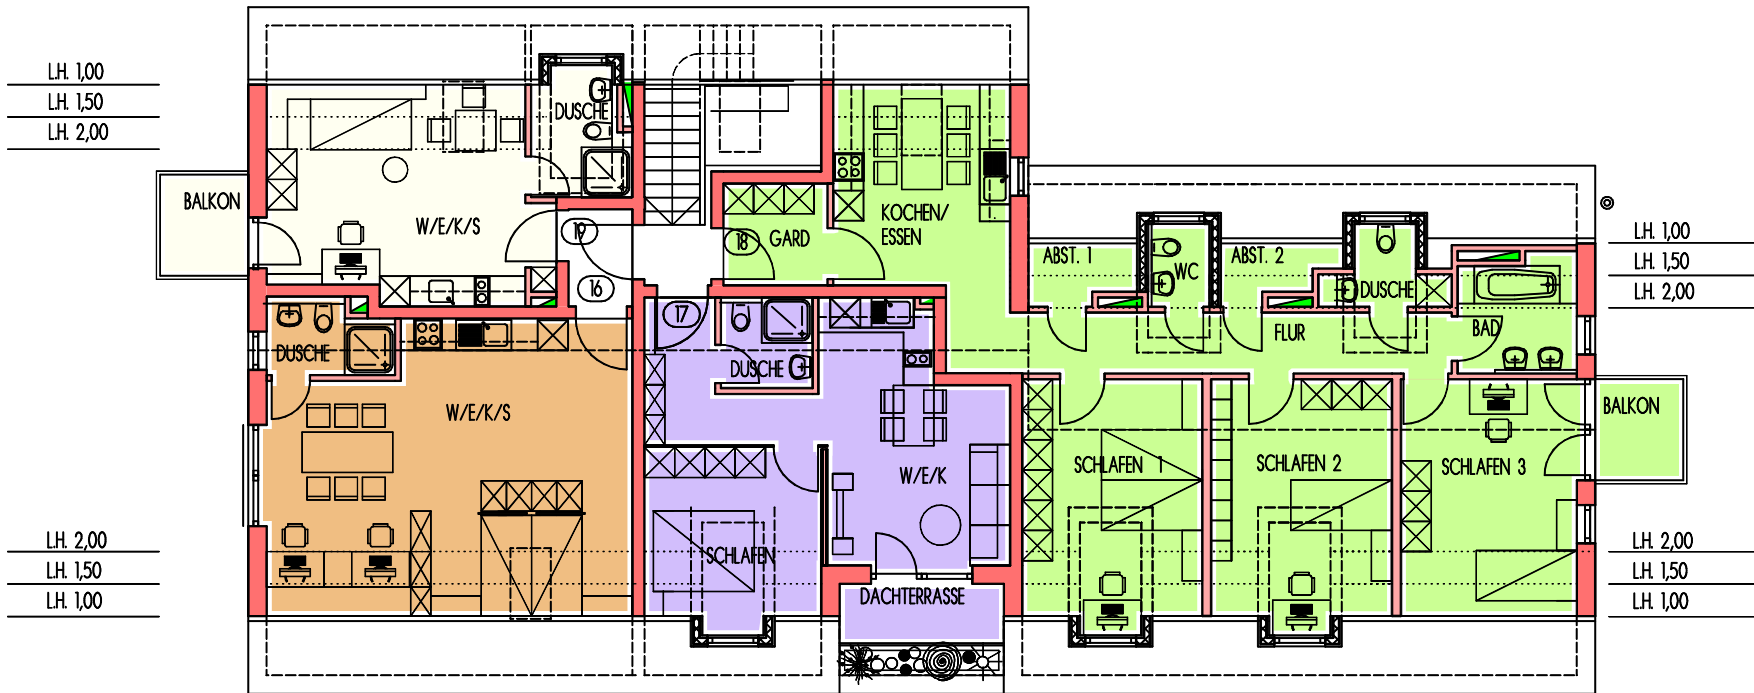 L.H. 1,00
L.H. 1,50
L.H. 2,00
BALKON
DUSCHE
W/E/K/S
19
16
18
GARD
KOCHEN/
ESSEN
ABST. 1
WC
ABST. 2
DUSCHE
L.H. 1,00
L.H. 1,50
L.H. 2,00
DUSCHE
17
DUSCHE
FLUR
BAD
W/E/K/S
BALKON
W/E/K
SCHLAFEN 1
SCHLAFEN 2
SCHLAFEN 3
L.H. 2,00
L.H. 1,50
L.H. 1,00
SCHLAFEN
DACHTERRASSE
L.H. 2,00
L.H. 1,50
L.H. 1,00